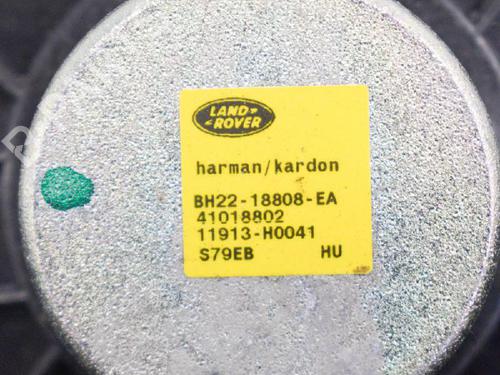 LAND
ROVER
harman/kardon
BH22-18808-EA
41018802
11913-H0041
S79EB HU